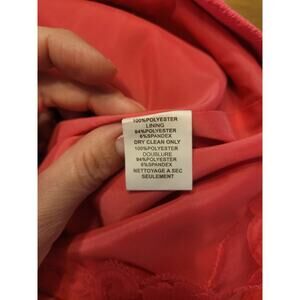 100%POLYESTER
LINING
94%POLYESTER
6%SPANDEX
DRY CLEAN ONLY
100%POLYESTER
DOUBLURE
94%POLYESTER
6%SPANDEX
NETTOYAGE A SEC
SEULEMENT